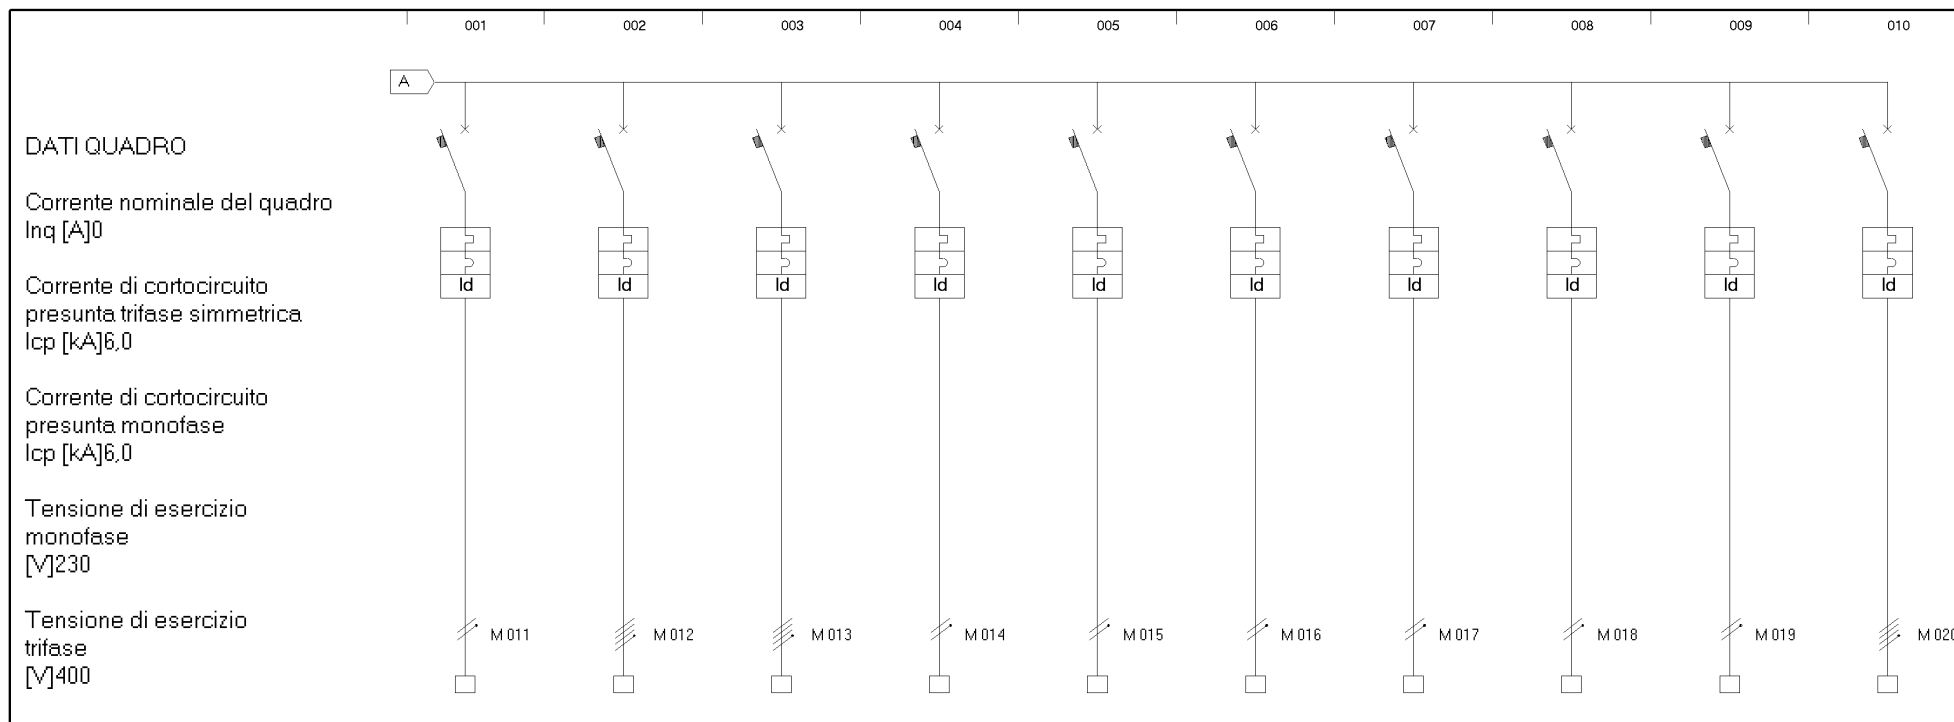 001 002 003 004 005 006 007 008 009 010
A
DATI QUADRO
Corrente nominale del quadro
Inq [A]0
Id Id Id Id Id Id Id Id Id Id
Corrente di cortocircuito
presunta trifase simmetrica
Icp [kA]6,0
Corrente di cortocircuito
presunta monofase
Icp [kA]6,0
Tensione di esercizio
monofase
[V]230
Tensione di esercizio
trifase
[V]400
M 011 M 012 M 013 M 014 M 015 M 016 M 017 M 018 M 019 M 020